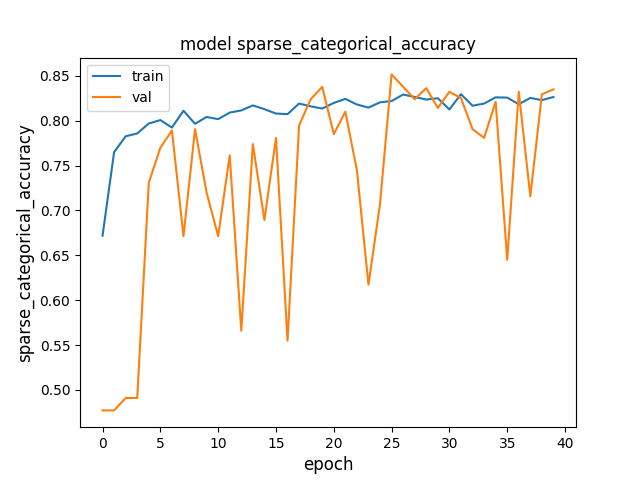 model sparse_categorical_accuracy
train
val
0.85
0.80
0.75
0.70
0.65
0.60
0.55
0.50
sparse_categorical_accuracy
0 5 10 15 20 25 30 35 40
epoch